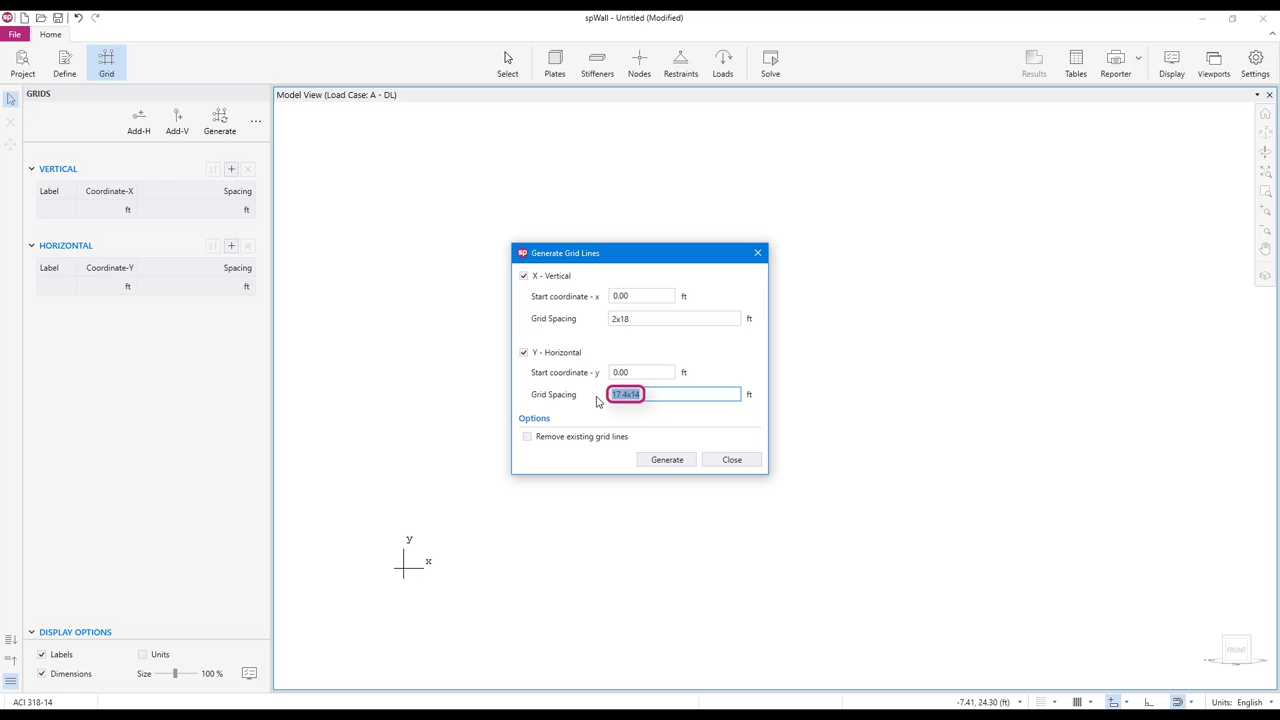 spWall - Untitled (Modified)
File
Home
Project
Define
Grid
Select
Plates
Stiffeners
Nodes
Restraints
Loads
Solve
Results
Tables
Reporter
Display
Viewports
Settings
GRIDS
Add-H
Add-V
Generate
VERTICAL
Label Coordinate-X Spacing
ft ft
HORIZONTAL
Label Coordinate-Y Spacing
ft ft
Model View (Load Case: A - DL)
sp Generate Grid Lines
X - Vertical
Start coordinate - x 0.00 ft
Grid Spacing 2x18 ft
Y - Horizontal
Start coordinate - y 0.00 ft
Grid Spacing 17 4x14 ft
Options
Remove existing grid lines
Generate Close
y
x
FRONT
DISPLAY OPTIONS
Labels Units
Dimensions Size 100 %
ACI 318-14
-7.41, 24.30 (ft)
Units: English